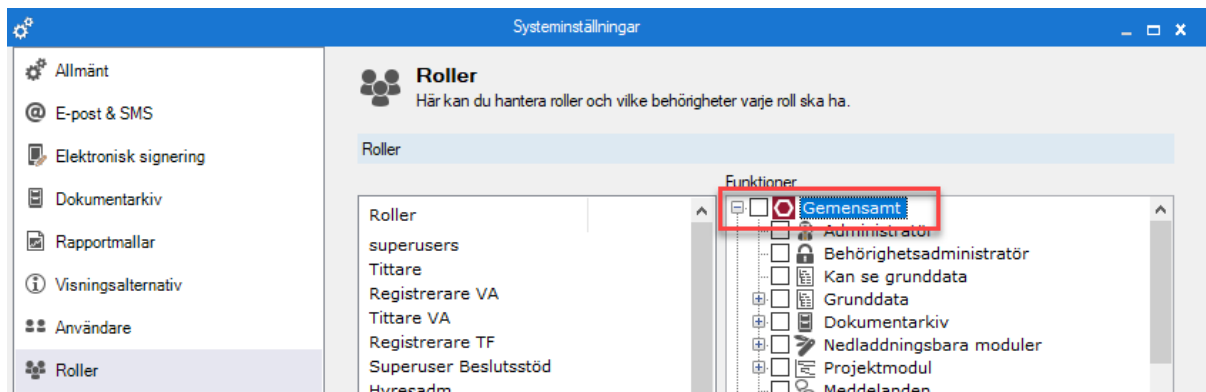 Systeminställningar
Allmänt
E-post & SMS
Elektronisk signering
Dokumentarkiv
Rapportmallar
Visningsalternativ
Användare
Roller
Roller
Här kan du hantera roller och vilke behörigheter varje roll ska ha.
Roller
Roller
superusers
Tittare
Registrerare VA
Tittare VA
Registrerare TF
Superuser Beslutsstöd
Hyresadm
Funktioner
Gemensamt
Administratör
Behörighetsadministratör
Kan se grunddata
Grunddata
Dokumentarkiv
Nedladdningsbara moduler
Projektmodul
Meddelanden